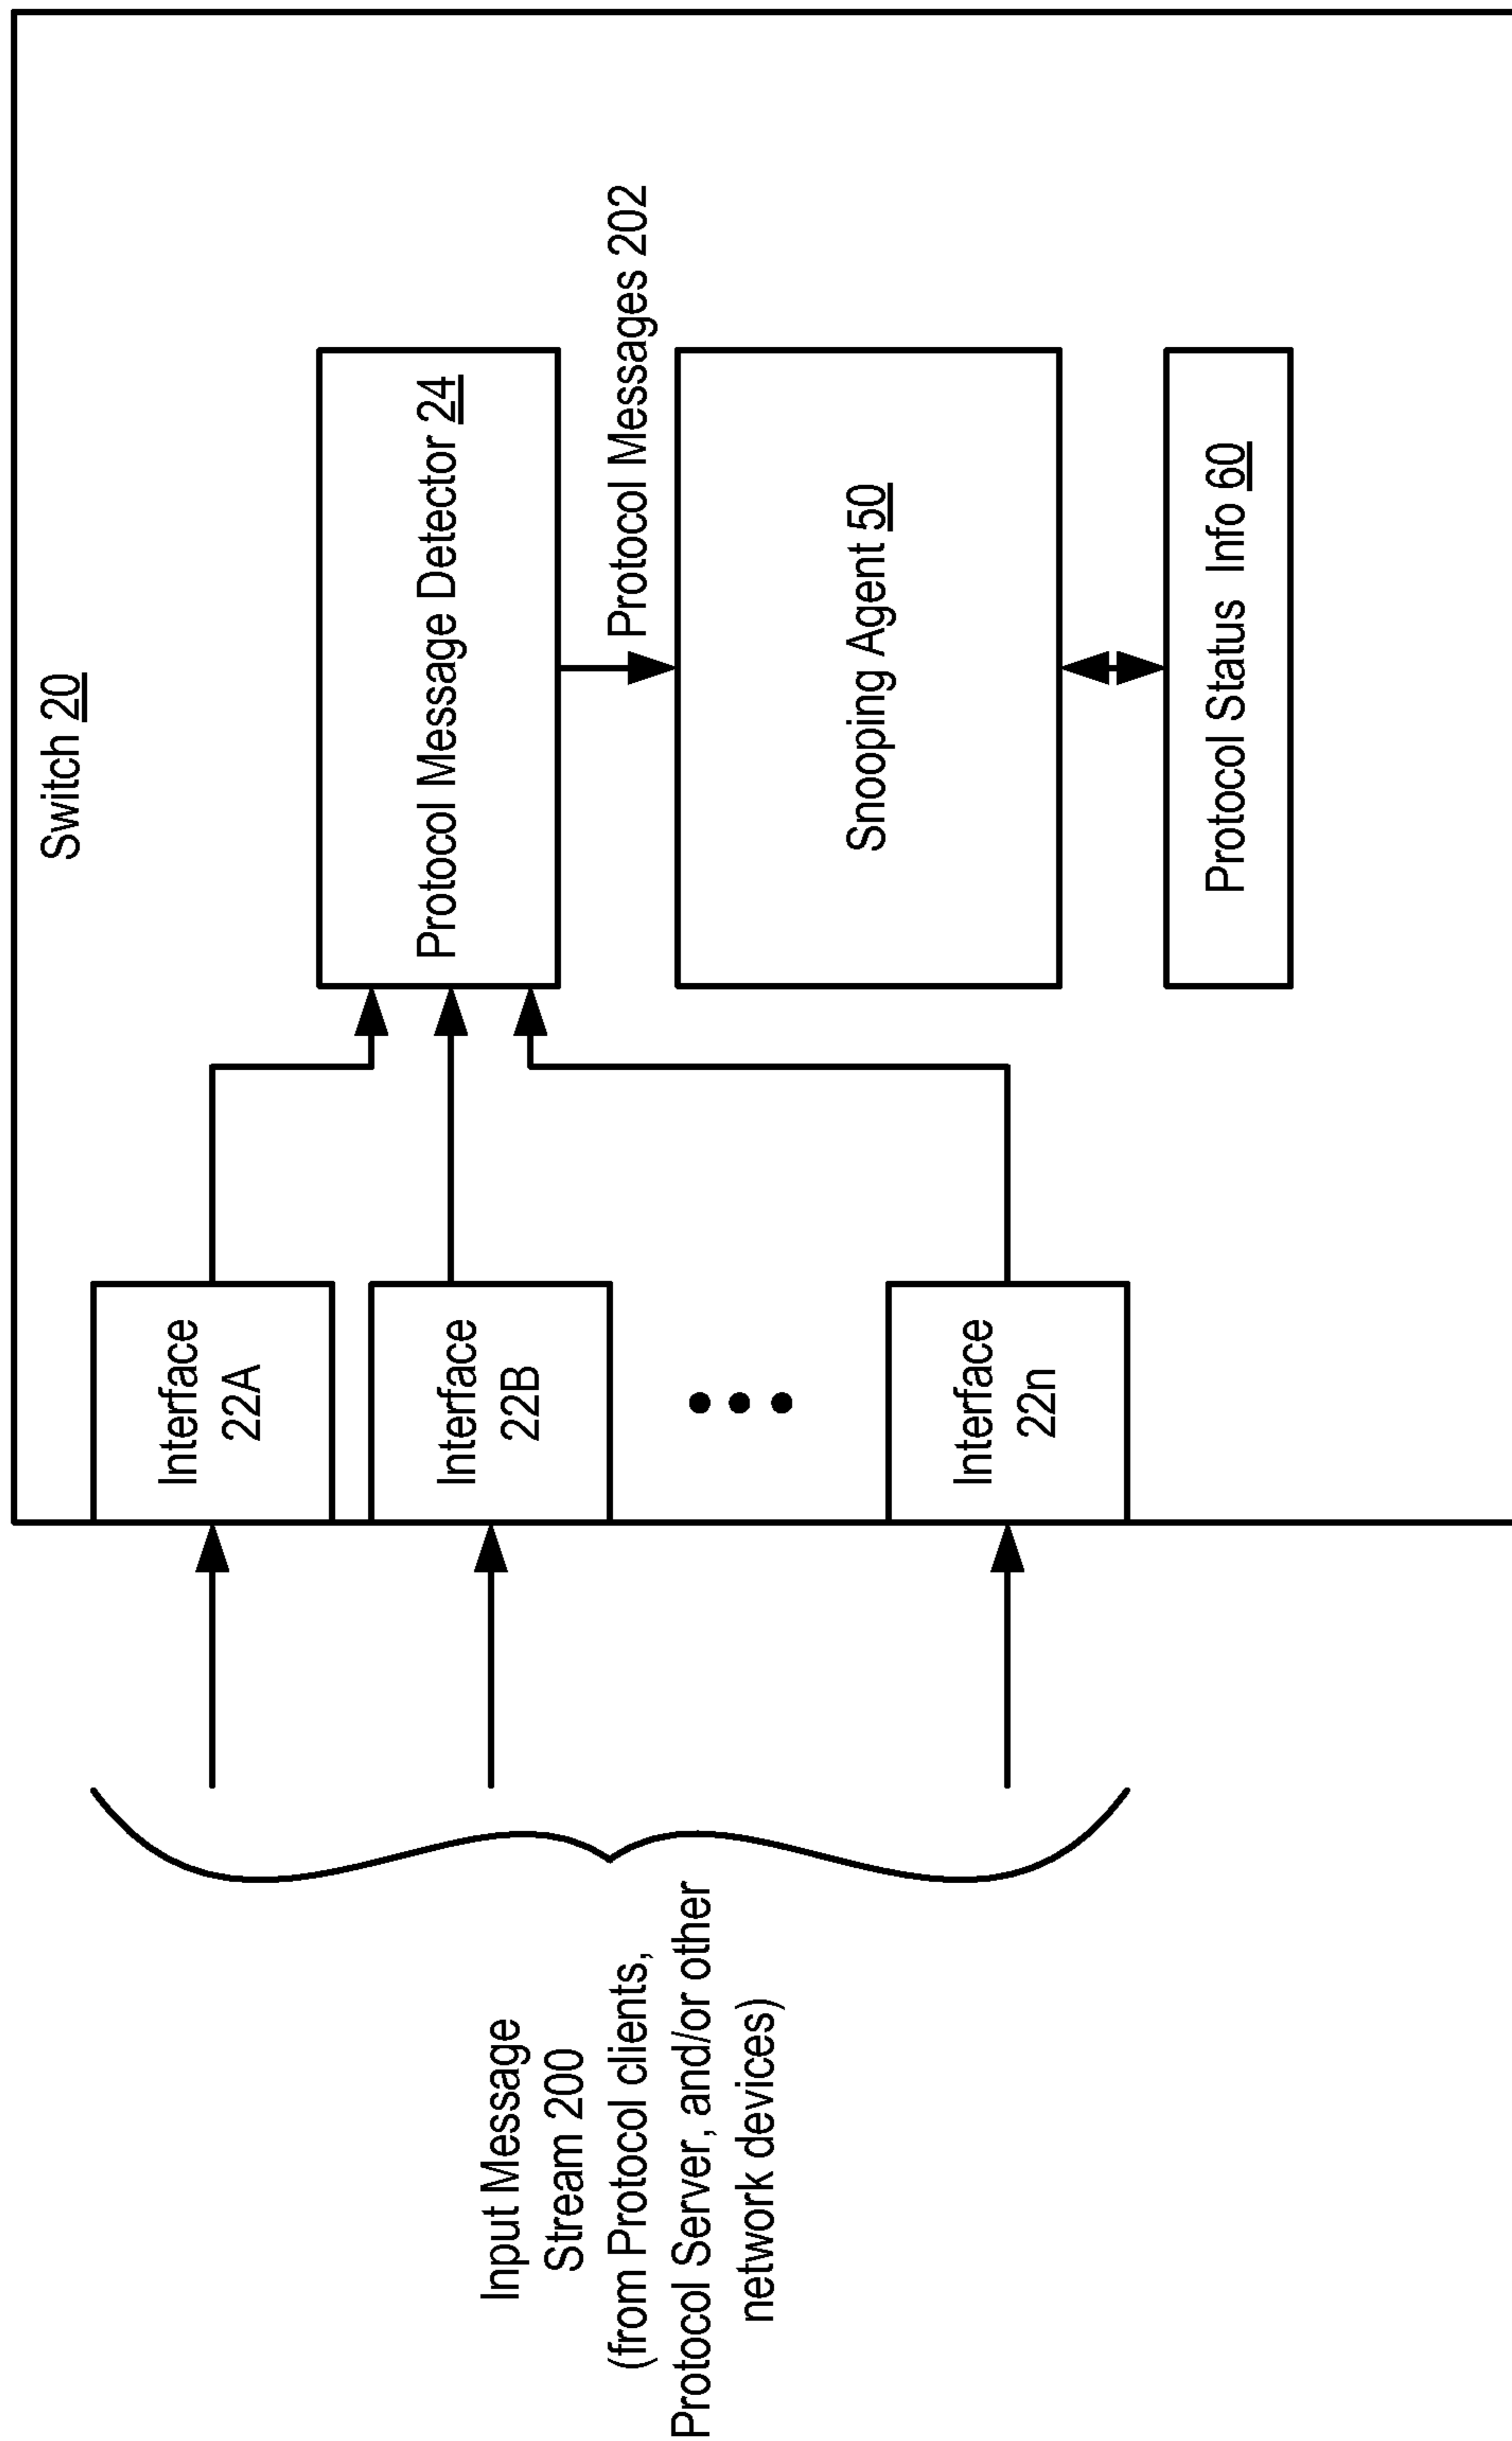 Switch 20
Interface
22A
Interface
22B
Interface
22n
Protocol Message Detector 24
Protocol Messages 202
Snooping Agent 50
Protocol Status Info 60
Input Message
Stream 200
(from Protocol clients,
Protocol Server, and/or other
network devices)